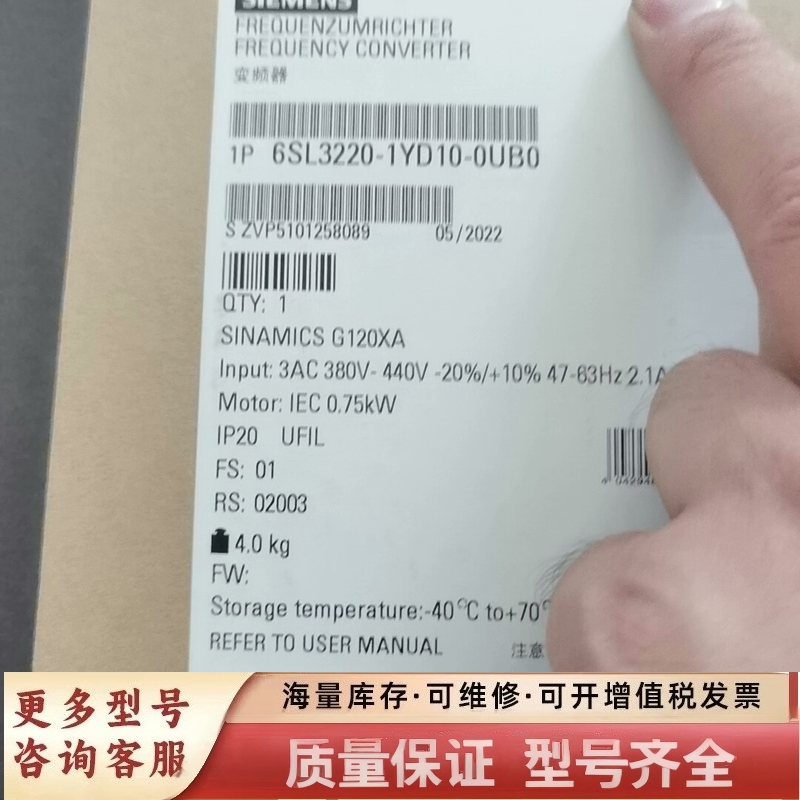 SIEMENS
FREQUENZUMRICHTER
FREQUENCY CONVERTER
变频器
1P 6SL3220-1YD10-0UB0
S ZVP5101258089 05/2022
QTY: 1
SINAMICS G120XA
Input: 3AC 380V- 440V -20%/+10% 47-63Hz 2.1A
Motor: IEC 0.75kW
IP20 UFIL
FS: 01
RS: 02003
4.0 kg
FW:
Storage temperature:-40°C to+70°
REFER TO USER MANUAL 注意
更多型号
咨询客服
海量库存·可维修·可开增值税发票
质量保证 型号齐全